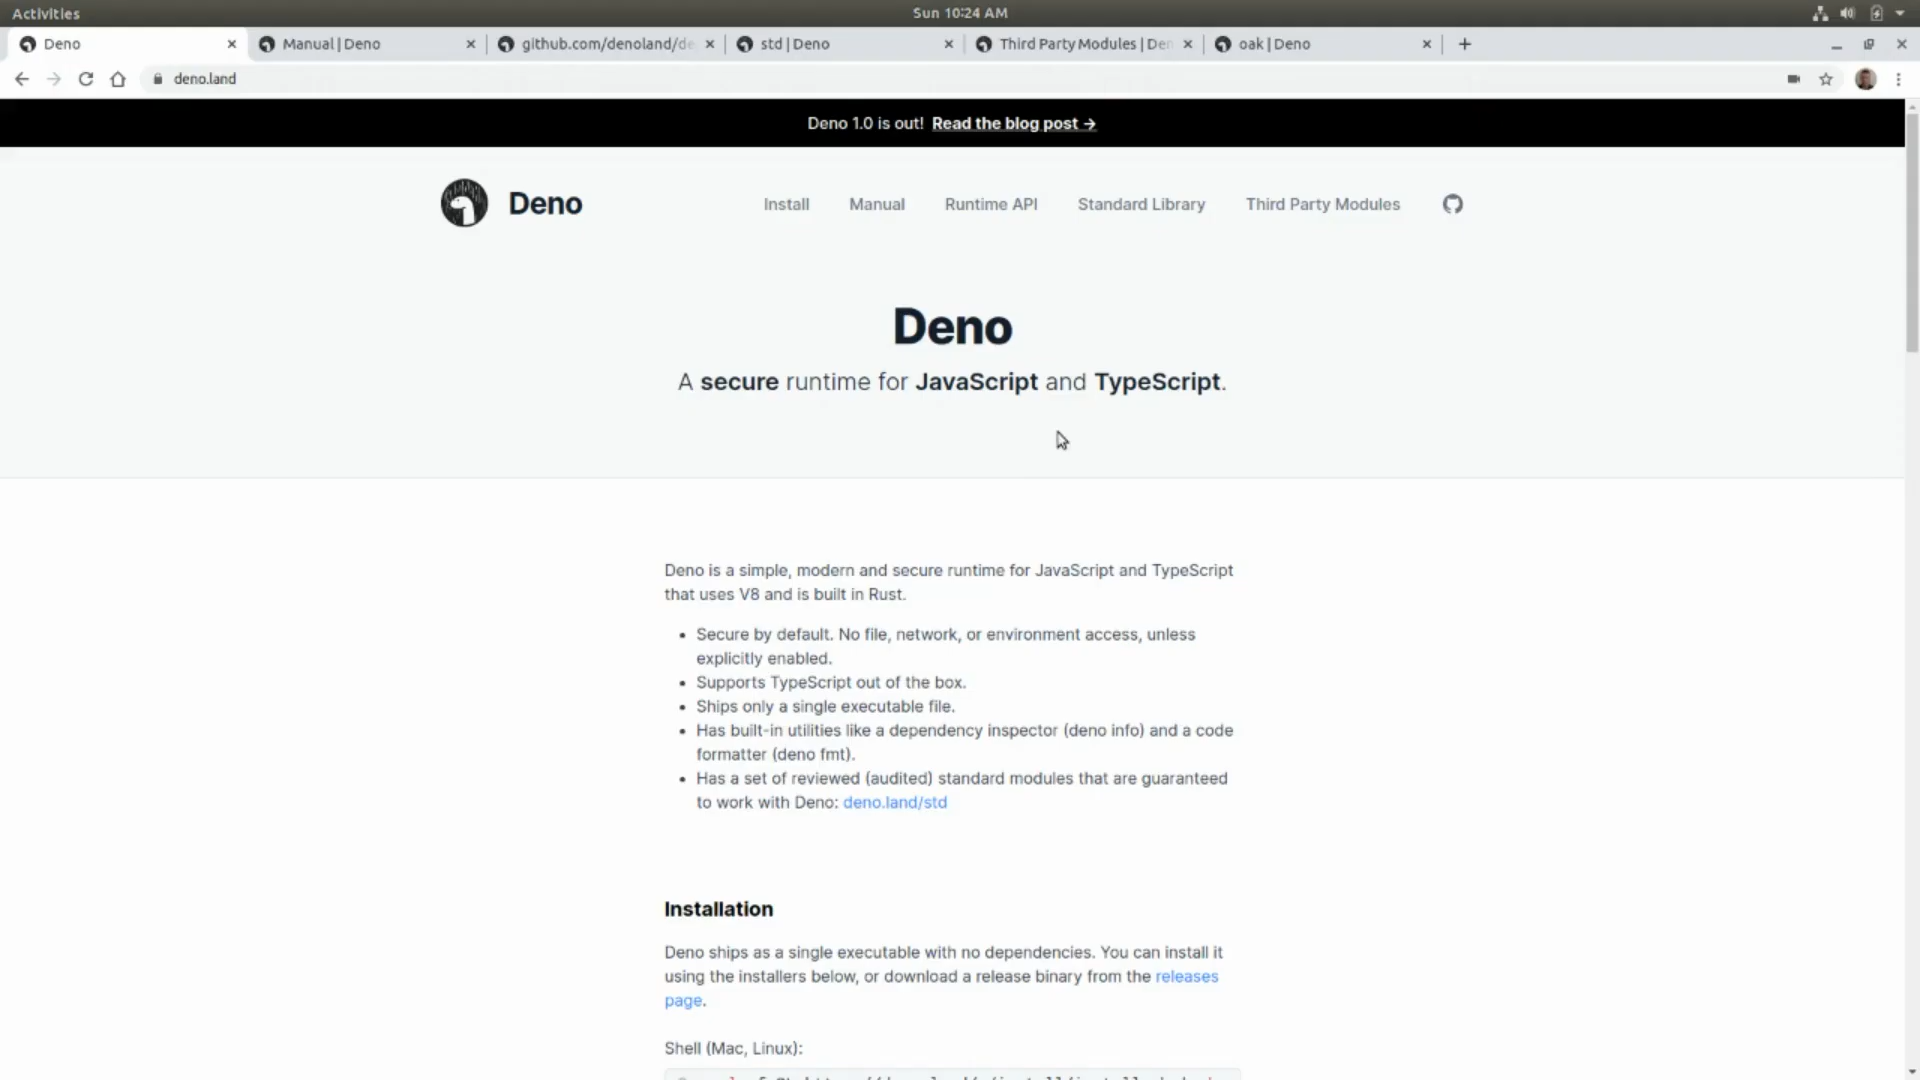 Activities
Sun 10:24 AM
Deno
Manual | Deno
github.com/denoland/de
std | Deno
Third Party Modules | Den
oak | Deno
deno.land
Deno 1.0 is out! Read the blog post →
Deno
Install
Manual
Runtime API
Standard Library
Third Party Modules
Deno
A secure runtime for JavaScript and TypeScript.
Deno is a simple, modern and secure runtime for JavaScript and TypeScript
that uses V8 and is built in Rust.
• Secure by default. No file, network, or environment access, unless
explicitly enabled.
• Supports TypeScript out of the box.
• Ships only a single executable file.
• Has built-in utilities like a dependency inspector (deno info) and a code
formatter (deno fmt).
• Has a set of reviewed (audited) standard modules that are guaranteed
to work with Deno: deno.land/std
Installation
Deno ships as a single executable with no dependencies. You can install it
using the installers below, or download a release binary from the releases
page.
Shell (Mac, Linux):